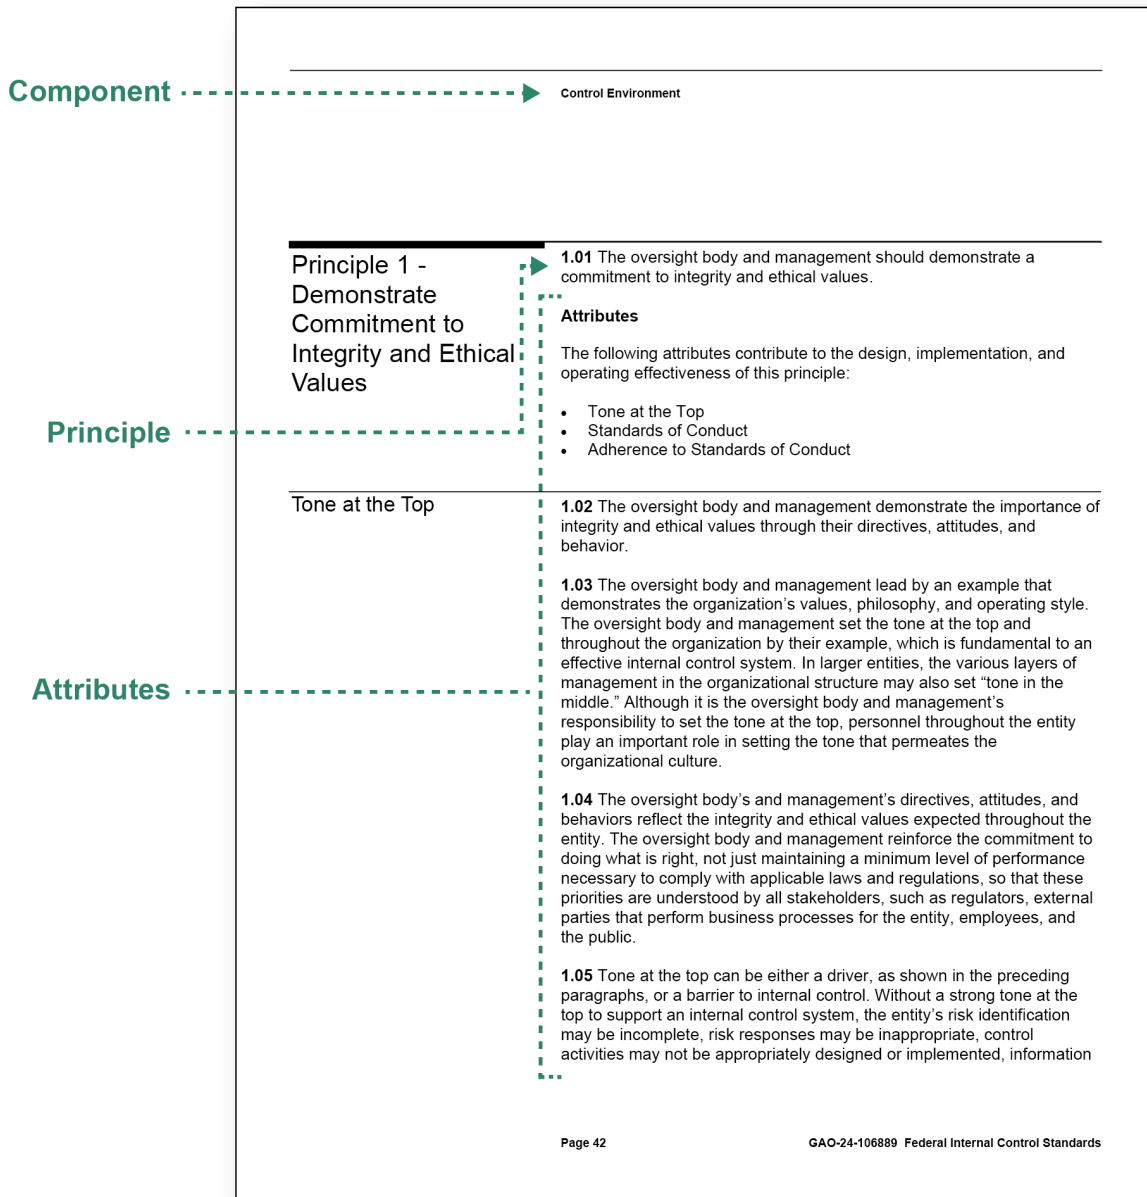 Component
Control Environment
Principle 1 -
Demonstrate
Commitment to
Integrity and Ethical
Values
1.01 The oversight body and management should demonstrate a
commitment to integrity and ethical values.
Attributes
The following attributes contribute to the design, implementation, and
operating effectiveness of this principle:
• Tone at the Top
• Standards of Conduct
• Adherence to Standards of Conduct
Principle
Tone at the Top
1.02 The oversight body and management demonstrate the importance of
integrity and ethical values through their directives, attitudes, and
behavior.
1.03 The oversight body and management lead by an example that
demonstrates the organization’s values, philosophy, and operating style.
The oversight body and management set the tone at the top and
throughout the organization by their example, which is fundamental to an
effective internal control system. In larger entities, the various layers of
management in the organizational structure may also set “tone in the
middle.” Although it is the oversight body and management’s
responsibility to set the tone at the top, personnel throughout the entity
play an important role in setting the tone that permeates the
organizational culture.
Attributes
1.04 The oversight body’s and management’s directives, attitudes, and
behaviors reflect the integrity and ethical values expected throughout the
entity. The oversight body and management reinforce the commitment to
doing what is right, not just maintaining a minimum level of performance
necessary to comply with applicable laws and regulations, so that these
priorities are understood by all stakeholders, such as regulators, external
parties that perform business processes for the entity, employees, and
the public.
1.05 Tone at the top can be either a driver, as shown in the preceding
paragraphs, or a barrier to internal control. Without a strong tone at the
top to support an internal control system, the entity’s risk identification
may be incomplete, risk responses may be inappropriate, control
activities may not be appropriately designed or implemented, information
Page 42
GAO-24-106889 Federal Internal Control Standards